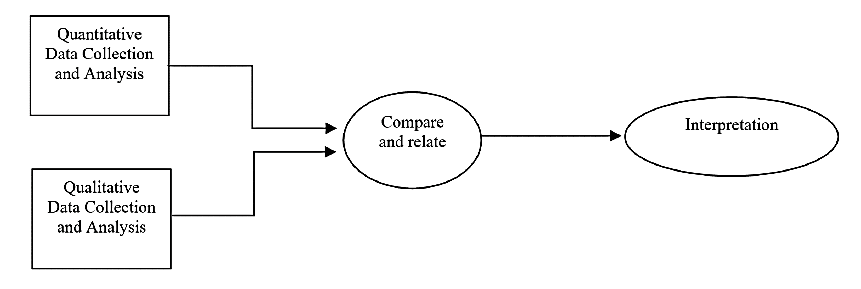 Quantitative
Data Collection
and Analysis
Qualitative
Data Collection
and Analysis
Compare
and relate
Interpretation